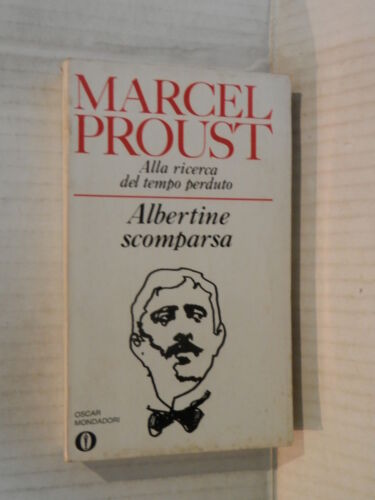 MARCEL
PROUST
Alla ricerca
del tempo perduto
Albertine
scomparsa
OSCAR
MONDADORI